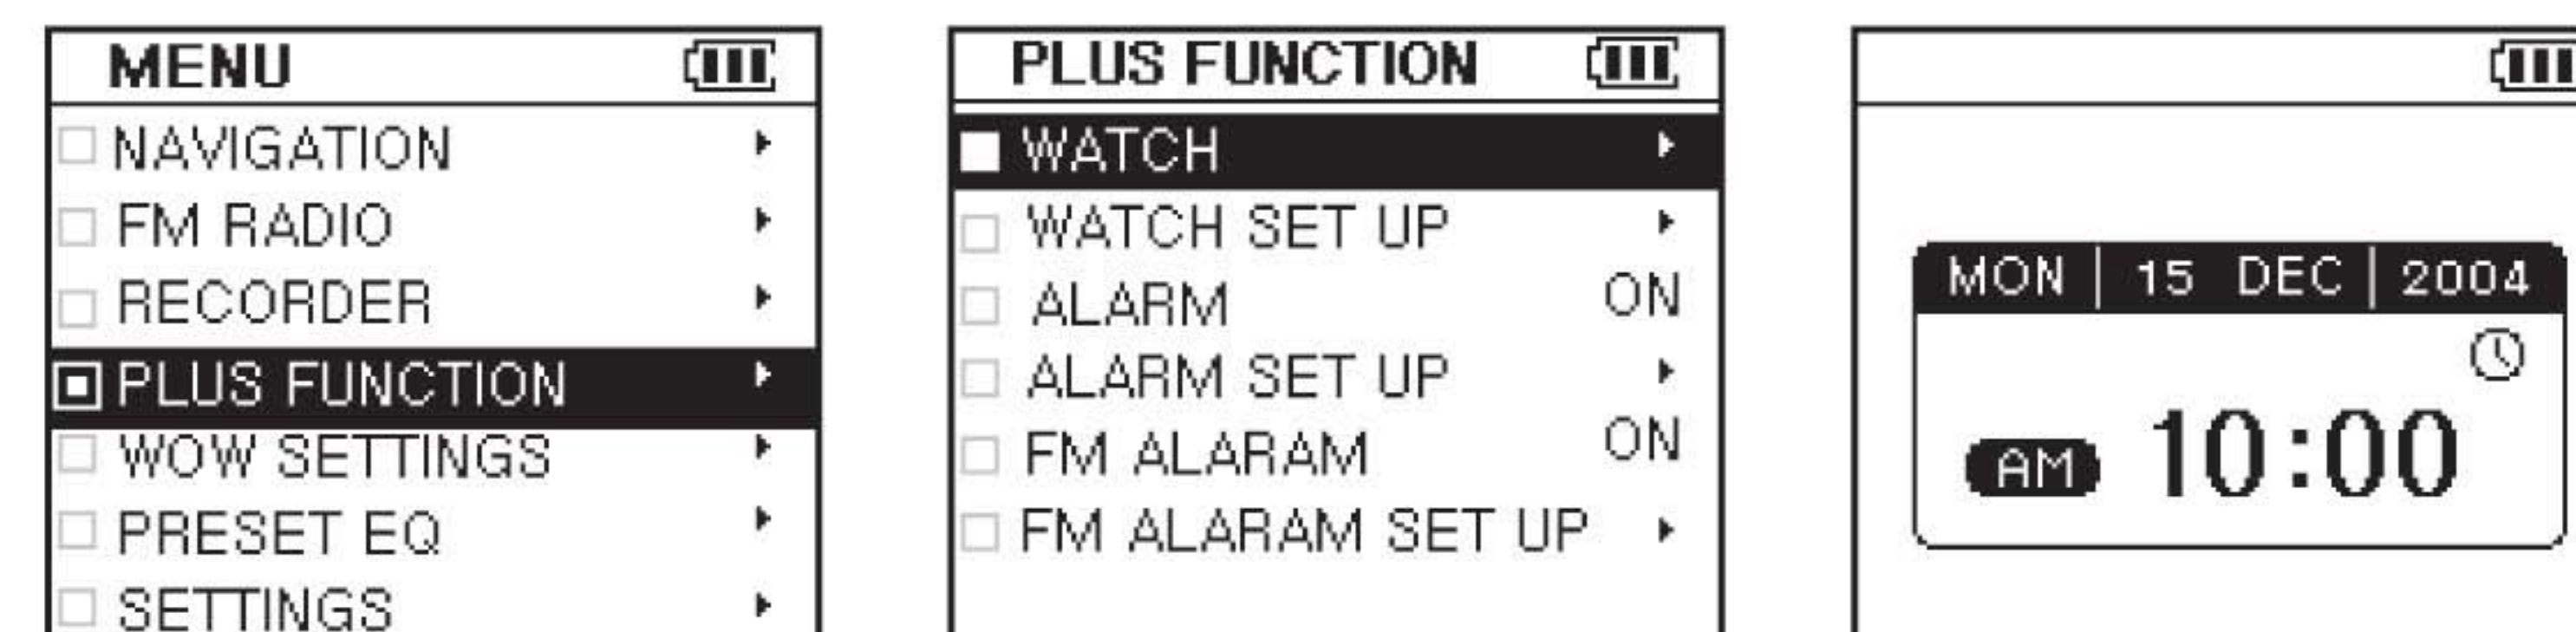 MENU
NAVIGATION
FM RADIO
RECORDER
PLUS FUNCTION
WOW SETTINGS
PRESET EQ
SETTINGS
PLUS FUNCTION
WATCH
WATCH SET UP
ALARM ON
ALARM SET UP
FM ALARAM ON
FM ALARAM SET UP
MON | 15 DEC | 2004
AM 10:00